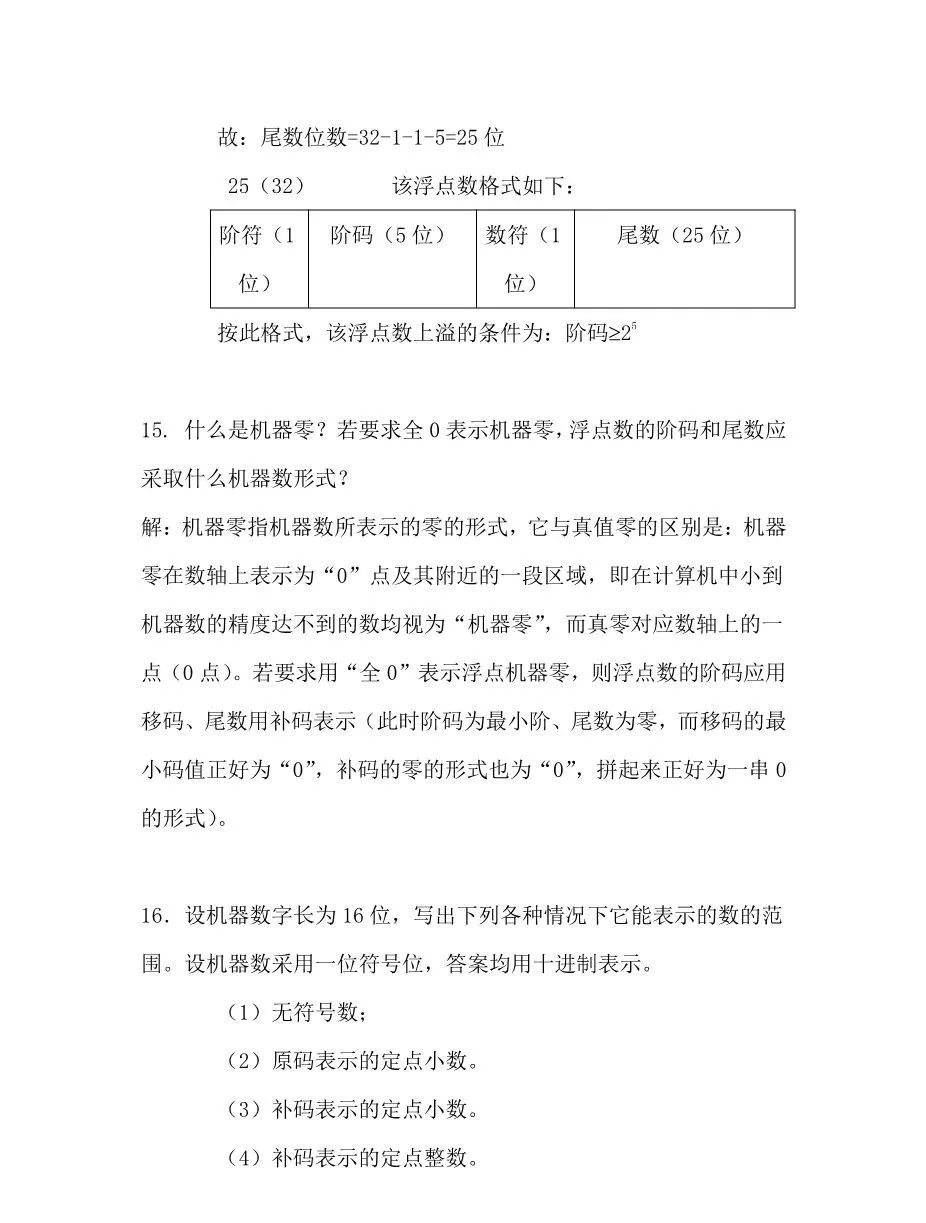 故：尾数位数=32-1-1-5=25 位
25（32） 该浮点数格式如下：
阶符（1 阶码（5 位） 数符（1 尾数（25 位）
位） 位）
按此格式，该浮点数上溢的条件为：阶码≥2⁵
15. 什么是机器零？若要求全 0 表示机器零，浮点数的阶码和尾数应
采取什么机器数形式？
解：机器零指机器数所表示的零的形式，它与真值零的区别是：机器
零在数轴上表示为“0”点及其附近的一段区域，即在计算机中小到
机器数的精度达不到的数均视为“机器零”，而真零对应数轴上的一
点（0 点）。若要求用“全 0”表示浮点机器零，则浮点数的阶码应用
移码、尾数用补码表示（此时阶码为最小阶、尾数为零，而移码的最
小码值正好为“0”，补码的零的形式也为“0”，拼起来正好为一串 0
的形式）。
16．设机器数字长为 16 位，写出下列各种情况下它能表示的数的范
围。设机器数采用一位符号位，答案均用十进制表示。
（1）无符号数；
（2）原码表示的定点小数。
（3）补码表示的定点小数。
（4）补码表示的定点整数。